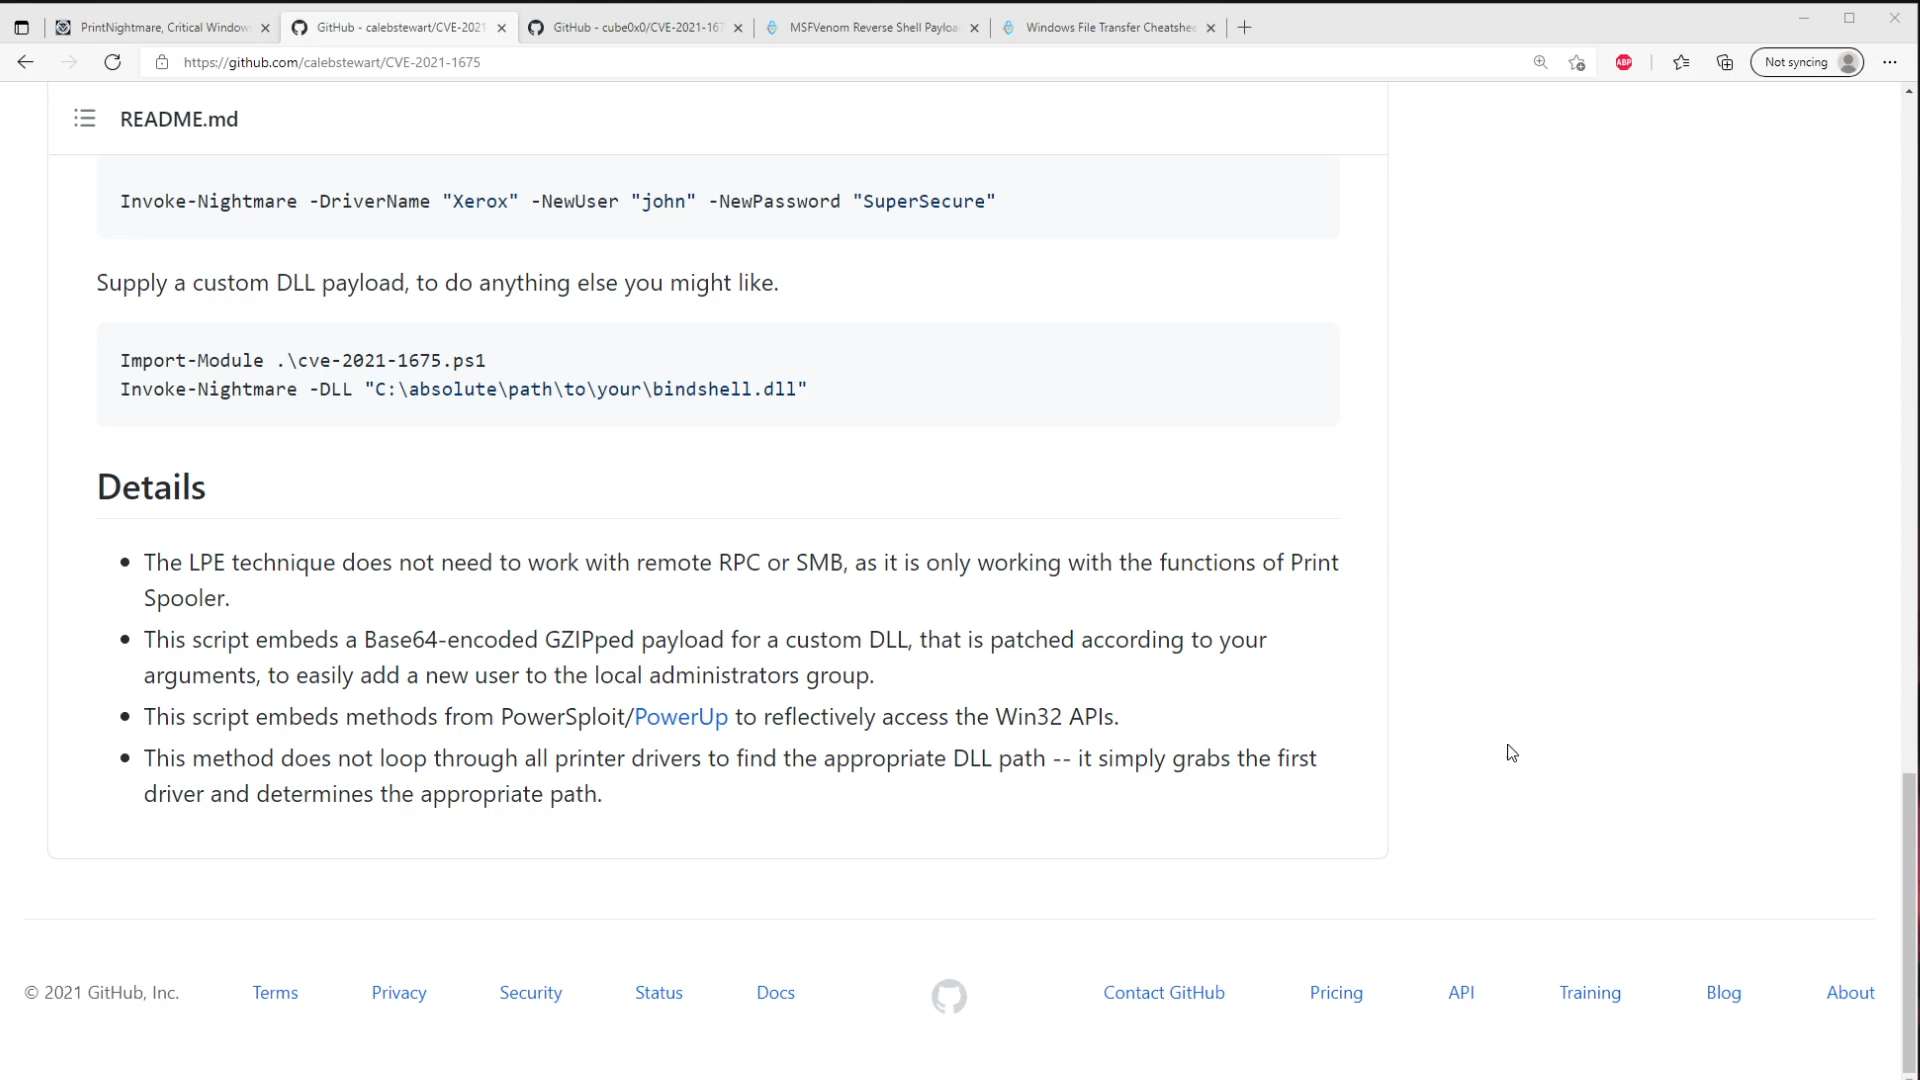 PrintNightmare, Critical Window
GitHub - calebstewart/CVE-2021
GitHub - cube0x0/CVE-2021-167
MSFVenom Reverse Shell Payloa
Windows File Transfer Cheatshee
https://github.com/calebstewart/CVE-2021-1675
ABP
Not syncing
README.md
Invoke-Nightmare -DriverName "Xerox" -NewUser "john" -NewPassword "SuperSecure"
Supply a custom DLL payload, to do anything else you might like.
Import-Module .\cve-2021-1675.ps1
Invoke-Nightmare -DLL "C:\absolute\path\to\your\bindshell.dll"
Details
The LPE technique does not need to work with remote RPC or SMB, as it is only working with the functions of Print
Spooler.
This script embeds a Base64-encoded GZIPped payload for a custom DLL, that is patched according to your
arguments, to easily add a new user to the local administrators group.
This script embeds methods from PowerSploit/PowerUp to reflectively access the Win32 APIs.
This method does not loop through all printer drivers to find the appropriate DLL path -- it simply grabs the first
driver and determines the appropriate path.
© 2021 GitHub, Inc.
Terms
Privacy
Security
Status
Docs
Contact GitHub
Pricing
API
Training
Blog
About